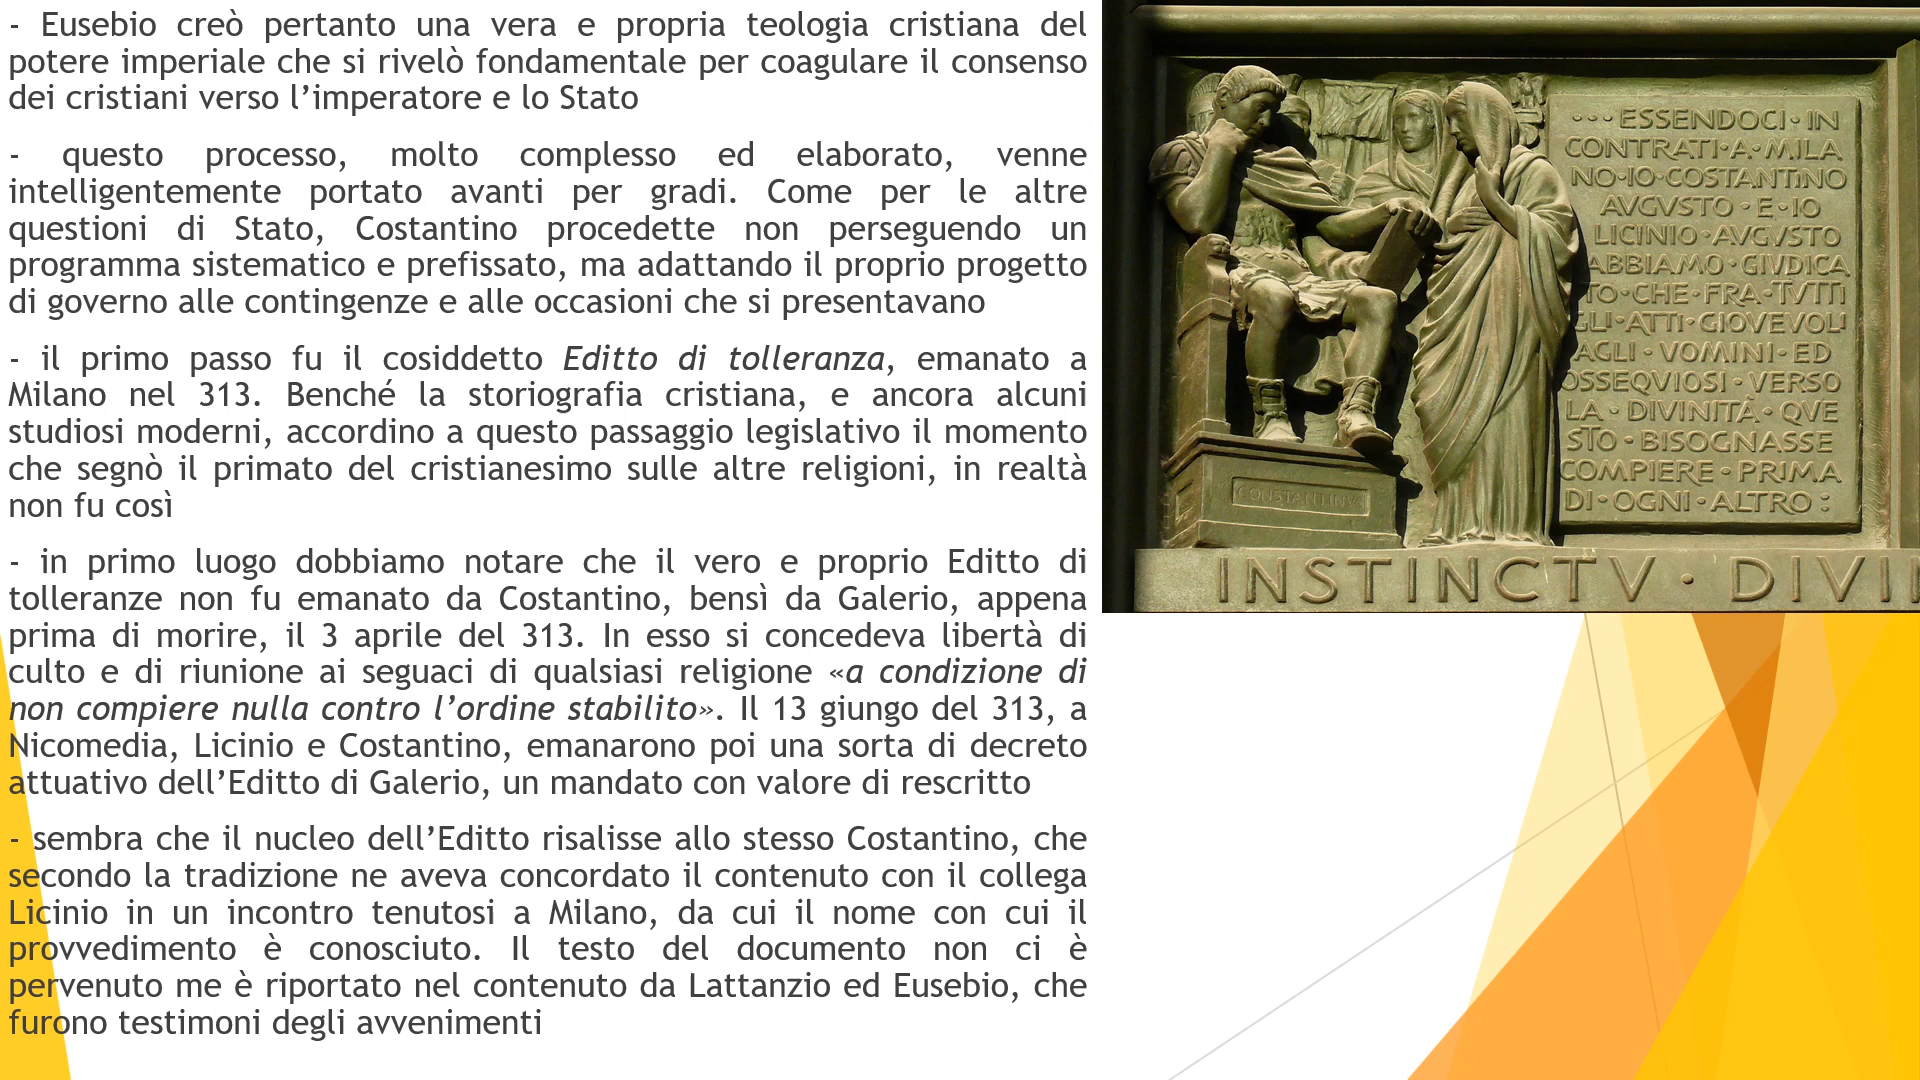 - Eusebio creò pertanto una vera e propria teologia cristiana del
potere imperiale che si rivelò fondamentale per coagulare il consenso
dei cristiani verso l’imperatore e lo Stato
- questo processo, molto complesso ed elaborato, venne
intelligentemente portato avanti per gradi. Come per le altre
questioni di Stato, Costantino procedette non perseguendo un
programma sistematico e prefissato, ma adattando il proprio progetto
di governo alle contingenze e alle occasioni che si presentavano
- il primo passo fu il cosiddetto Editto di tolleranza, emanato a
Milano nel 313. Benché la storiografia cristiana, e ancora alcuni
studiosi moderni, accordino a questo passaggio legislativo il momento
che segnò il primato del cristianesimo sulle altre religioni, in realtà
non fu così
- in primo luogo dobbiamo notare che il vero e proprio Editto di
tolleranze non fu emanato da Costantino, bensì da Galerio, appena
prima di morire, il 3 aprile del 313. In esso si concedeva libertà di
culto e di riunione ai seguaci di qualsiasi religione «a condizione di
non compiere nulla contro l’ordine stabilito». Il 13 giungo del 313, a
Nicomedia, Licinio e Costantino, emanarono poi una sorta di decreto
attuativo dell’Editto di Galerio, un mandato con valore di rescritto
- sembra che il nucleo dell’Editto risalisse allo stesso Costantino, che
secondo la tradizione ne aveva concordato il contenuto con il collega
Licinio in un incontro tenutosi a Milano, da cui il nome con cui il
provvedimento è conosciuto. Il testo del documento non ci è
pervenuto me è riportato nel contenuto da Lattanzio ed Eusebio, che
furono testimoni degli avvenimenti
··· ESSENDOCI · IN
CONTRATI · A · MILA
NO · IO · COSTANTINO
AVGVSTO · E · IO
LICINIO · AVGVSTO
ABBIAMO · GIVDICA
TO · CHE · FRA · TVTTI
GLI · ATTI · GIOVEVOLI
AGLI · VOMINI · ED
OSSEQVIOSI · VERSO
LA · DIVINITÀ · QVE
STO · BISOGNASSE
COMPIERE · PRIMA
DI · OGNI · ALTRO :
CONSTANTINVS
INSTINCTV · DIVIN